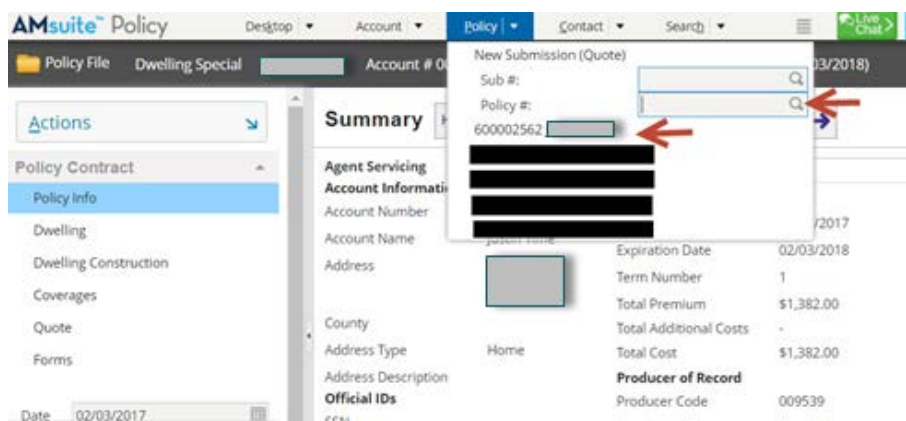 AMsuite™ Policy Desktop Account Policy Contact Search Live Chat >
Policy File Dwelling Special Account # 0 03/2018)
New Submission (Quote)
Sub #:
Policy #:
600002562
Actions
Summary
Policy Contract
Policy Info
Dwelling
Dwelling Construction
Coverages
Quote
Forms
Date 02/03/2017
Agent Servicing
Account Informati
Account Number
Account Name
Address
County
Address Type Home
Address Description
Official IDs
/2017
Expiration Date 02/03/2018
Term Number 1
Total Premium $1,382.00
Total Additional Costs -
Total Cost $1,382.00
Producer of Record
Producer Code 009539